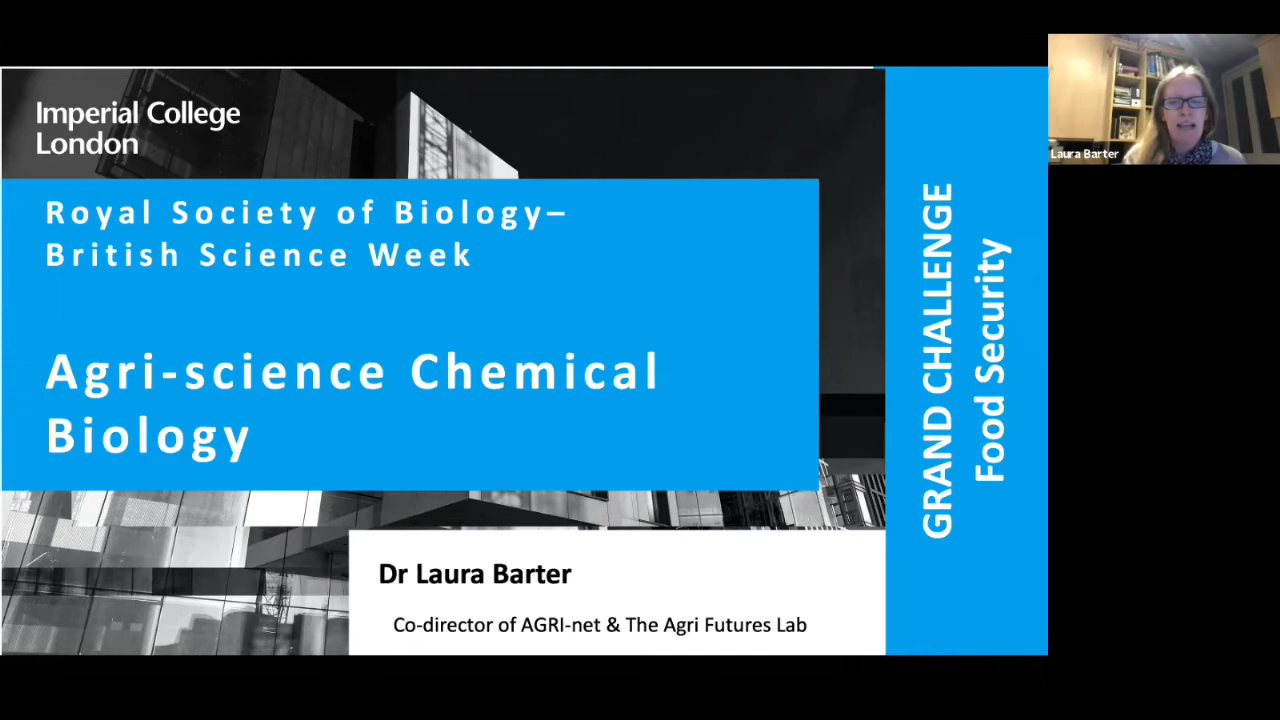 Imperial College
London
Royal Society of Biology–
British Science Week
Agri-science Chemical
Biology
Dr Laura Barter
Co-director of AGRI-net & The Agri Futures Lab
GRAND CHALLENGE
Food Security
Laura Barter